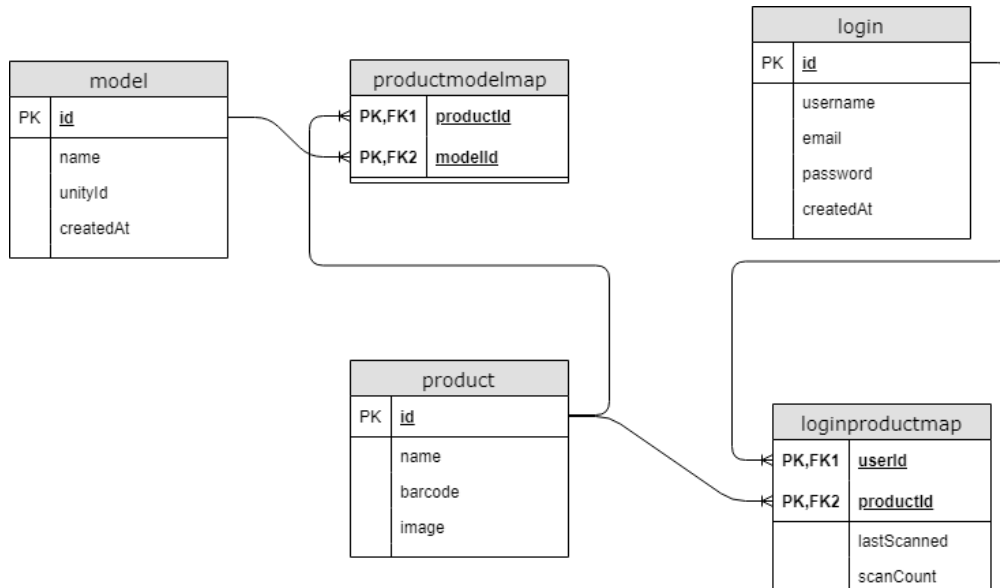 model
PK id
name
unityId
createdAt
productmodelmap
PK,FK1 productId
PK,FK2 modelId
login
PK id
username
email
password
createdAt
product
PK id
name
barcode
image
loginproductmap
PK,FK1 userId
PK,FK2 productId
lastScanned
scanCount